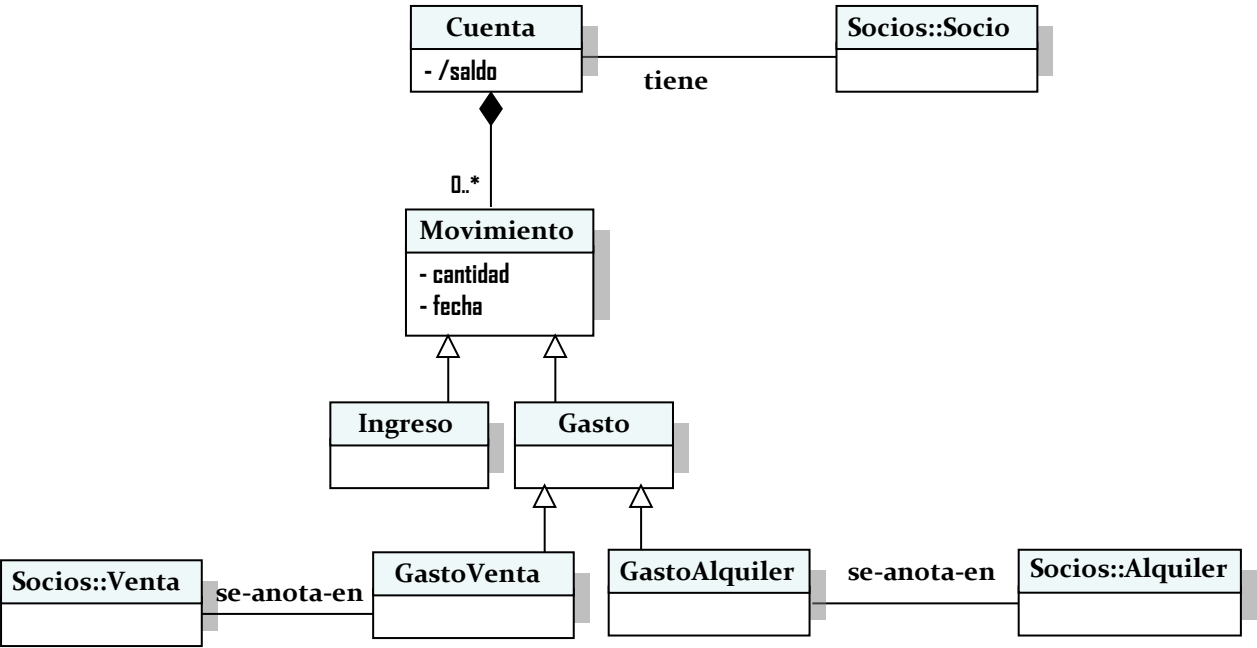 Cuenta
- /saldo
Socios::Socio
tiene
0..*
Movimiento
- cantidad
- fecha
Ingreso
Gasto
Socios::Venta
se-anota-en
GastoVenta
GastoAlquiler
se-anota-en
Socios::Alquiler